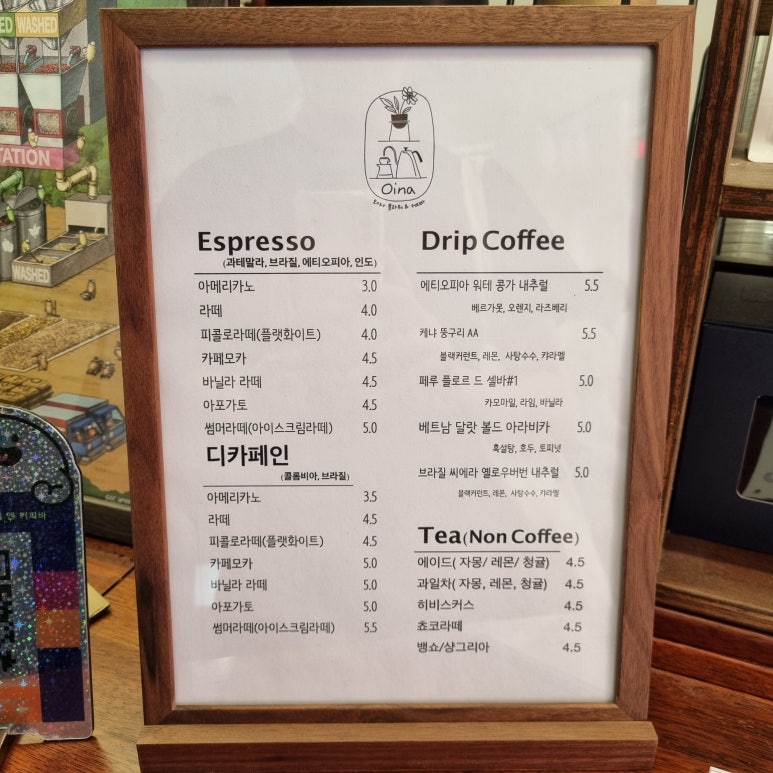 WASHED
TATION
WASHED
Oina
Espresso
(과테말라, 브라질, 에티오피아, 인도)
아메리카노 3.0
라떼 4.0
피콜로라떼(플랫화이트) 4.0
카페모카 4.5
바닐라 라떼 4.5
아포가토 4.5
썸머라떼(아이스크림라떼) 5.0
디카페인
(콜롬비아, 브라질)
아메리카노 3.5
라떼 4.5
피콜로라떼(플랫화이트) 4.5
카페모카 5.0
바닐라 라떼 5.0
아포가토 5.0
썸머라떼(아이스크림라떼) 5.5
Drip Coffee
에티오피아 워테 콩가 내추럴 5.5
베르가못, 오렌지, 라즈베리
케냐 뚱구리 AA 5.5
블랙커런트, 레몬, 사탕수수, 캬라멜
페루 플로르 드 셀바#1 5.0
카모마일, 라임, 바닐라
베트남 달랏 볼드 아라비카 5.0
흑설탕, 호두, 토피넛
브라질 씨에라 옐로우버번 내추럴 5.0
블랙커런트, 레몬, 사탕수수, 캬라멜
Tea(Non Coffee)
에이드( 자몽/ 레몬/ 청귤) 4.5
과일차( 자몽, 레몬, 청귤) 4.5
히비스커스 4.5
쵸코라떼 4.5
뱅쇼/샹그리아 4.5